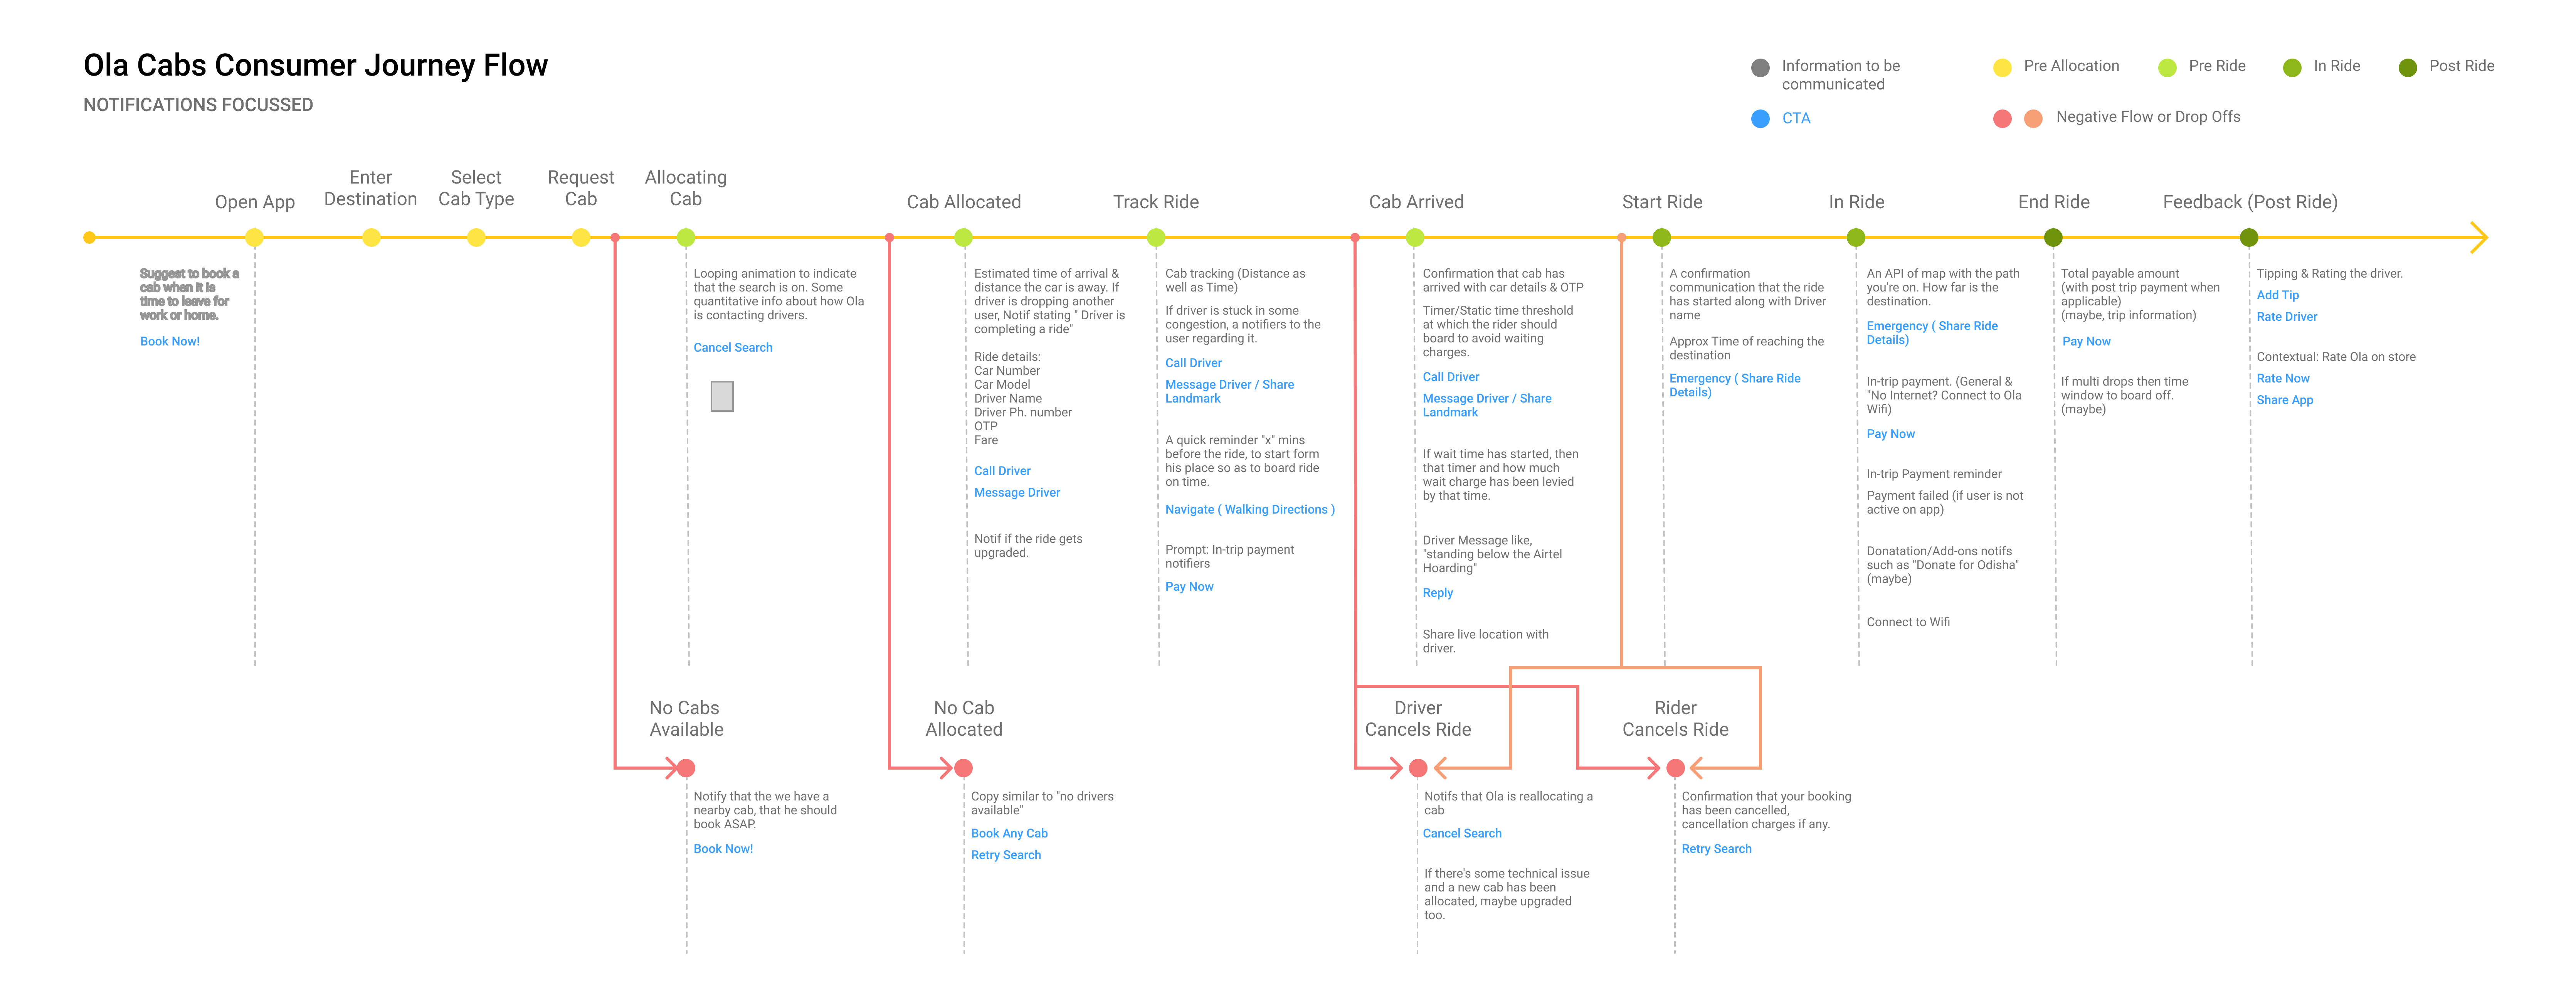 Ola Cabs Consumer Journey Flow
NOTIFICATIONS FOCUSSED
Information to be
communicated
CTA
Pre Allocation
Pre Ride
In Ride
Post Ride
Negative Flow or Drop Offs
Open App
Enter
Destination
Select
Cab Type
Request
Cab
Allocating
Cab
Cab Allocated
Track Ride
Cab Arrived
Start Ride
In Ride
End Ride
Feedback (Post Ride)
Suggest to book a
cab when it is
time to leave for
work or home.
Book Now!
Looping animation to indicate
that the search is on. Some
quantitative info about how Ola
is contacting drivers.
Cancel Search
Estimated time of arrival &
distance the car is away. If
driver is dropping another
user, Notif stating " Driver is
completing a ride"
Ride details:
Car Number
Car Model
Driver Name
Driver Ph. number
OTP
Fare
Call Driver
Message Driver
Notif if the ride gets
upgraded.
Cab tracking (Distance as
well as Time)
If driver is stuck in some
congestion, a notifiers to the
user regarding it.
Call Driver
Message Driver / Share
Landmark
A quick reminder "x" mins
before the ride, to start form
his place so as to board ride
on time.
Navigate ( Walking Directions )
Prompt: In-trip payment
notifiers
Pay Now
Confirmation that cab has
arrived with car details & OTP
Timer/Static time threshold
at which the rider should
board to avoid waiting
charges.
Call Driver
Message Driver / Share
Landmark
If wait time has started, then
that timer and how much
wait charge has been levied
by that time.
Driver Message like,
"standing below the Airtel
Hoarding"
Reply
Share live location with
driver.
A confirmation
communication that the ride
has started along with Driver
name
Approx Time of reaching the
destination
Emergency ( Share Ride
Details)
An API of map with the path
you're on. How far is the
destination.
Emergency ( Share Ride
Details)
In-trip payment. (General &
"No Internet? Connect to Ola
Wifi)
Pay Now
In-trip Payment reminder
Payment failed (if user is not
active on app)
Donatation/Add-ons notifs
such as "Donate for Odisha"
(maybe)
Connect to Wifi
Total payable amount
(with post trip payment when
applicable)
(maybe, trip information)
Pay Now
If multi drops then time
window to board off.
(maybe)
Tipping & Rating the driver.
Add Tip
Rate Driver
Contextual: Rate Ola on store
Rate Now
Share App
No Cabs
Available
Notify that the we have a
nearby cab, that he should
book ASAP.
Book Now!
No Cab
Allocated
Copy similar to "no drivers
available"
Book Any Cab
Retry Search
Driver
Cancels Ride
Notifs that Ola is reallocating a
cab
Cancel Search
If there's some technical issue
and a new cab has been
allocated, maybe upgraded
too.
Rider
Cancels Ride
Confirmation that your booking
has been cancelled,
cancellation charges if any.
Retry Search